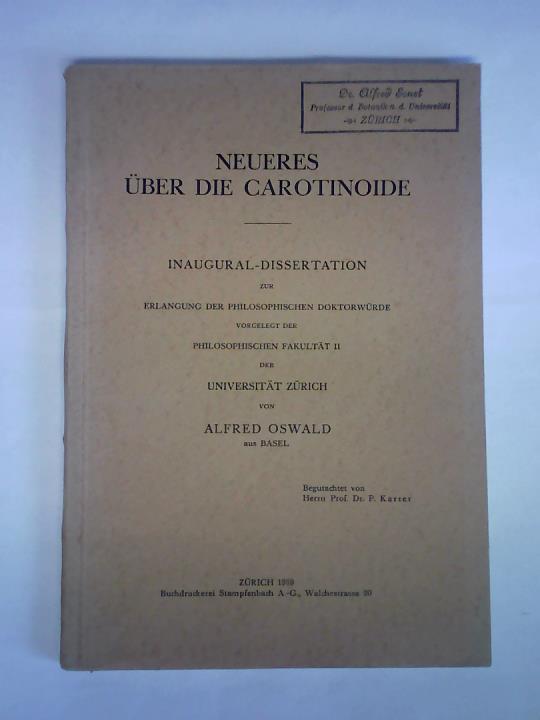 Dr. Alfred Ernst
Professor d. Botanik a. d. Universität
ZÜRICH
NEUERES
ÜBER DIE CAROTINOIDE
INAUGURAL-DISSERTATION
ZUR
ERLANGUNG DER PHILOSOPHISCHEN DOKTORWÜRDE
VORGELEGT DER
PHILOSOPHISCHEN FAKULTÄT II
DER
UNIVERSITÄT ZÜRICH
VON
ALFRED OSWALD
aus BASEL
Begutachtet von
Herrn Prof. Dr. P. Karrer
ZÜRICH 1939
Buchdruckerei Stampfenbach A.-G., Walchestrasse 20